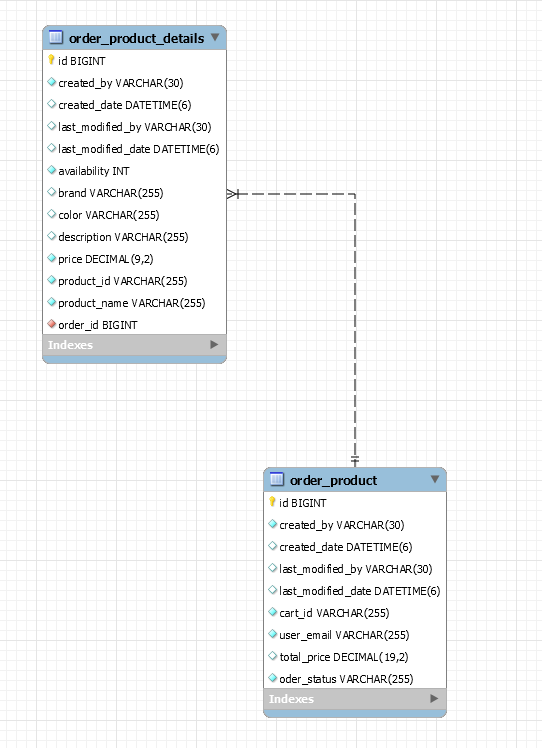 order_product_details
id BIGINT
created_by VARCHAR(30)
created_date DATETIME(6)
last_modified_by VARCHAR(30)
last_modified_date DATETIME(6)
availability INT
brand VARCHAR(255)
color VARCHAR(255)
description VARCHAR(255)
price DECIMAL(9,2)
product_id VARCHAR(255)
product_name VARCHAR(255)
order_id BIGINT
Indexes
order_product
id BIGINT
created_by VARCHAR(30)
created_date DATETIME(6)
last_modified_by VARCHAR(30)
last_modified_date DATETIME(6)
cart_id VARCHAR(255)
user_email VARCHAR(255)
total_price DECIMAL(19,2)
oder_status VARCHAR(255)
Indexes